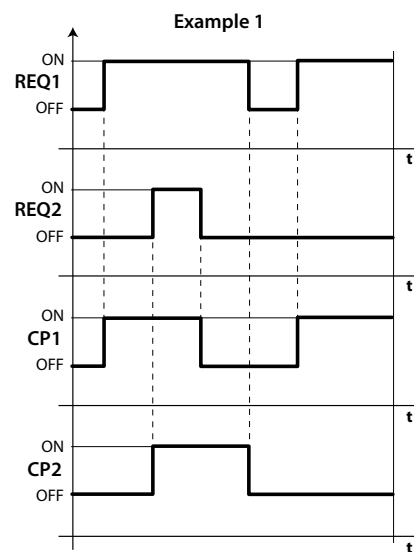 Example 1
ON
REQ1
OFF
t
ON
REQ2
OFF
t
ON
CP1
OFF
t
ON
CP2
OFF
t